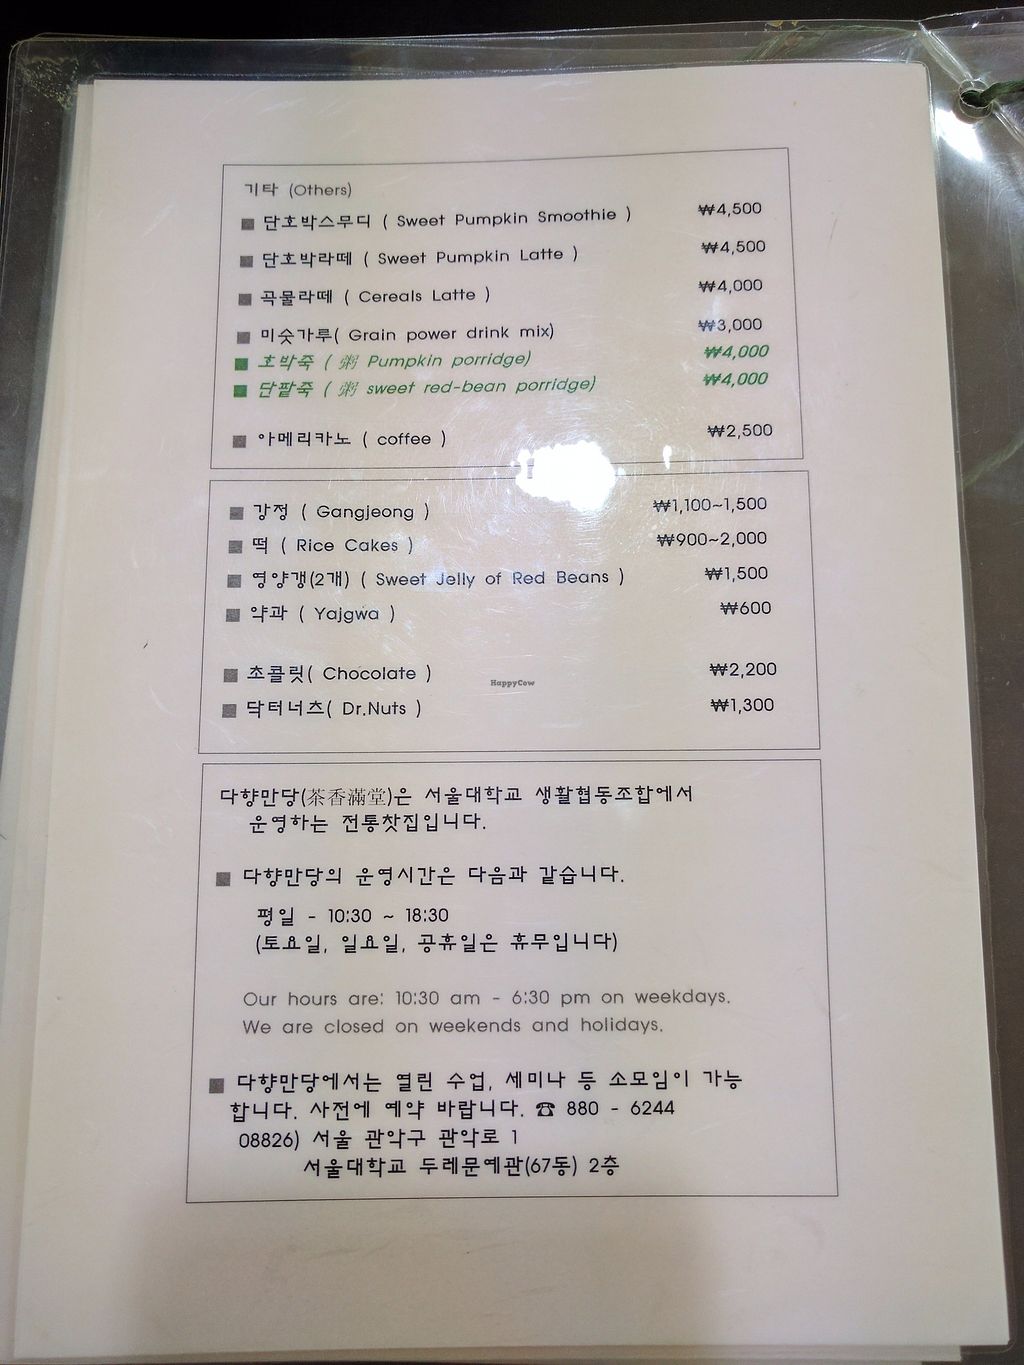 기타 (Others)
■ 단호박스무디 ( Sweet Pumpkin Smoothie ) ₩4,500
■ 단호박라떼 ( Sweet Pumpkin Latte ) ₩4,500
■ 곡물라떼 ( Cereals Latte ) ₩4,000
■ 미숫가루( Grain power drink mix) ₩3,000
■ 호박죽 ( 粥 Pumpkin porridge) ₩4,000
■ 단팥죽 ( 粥 sweet red-bean porridge) ₩4,000
■ 아메리카노 ( coffee ) ₩2,500
■ 강정 ( Gangjeong ) ₩1,100~1,500
■ 떡 ( Rice Cakes ) ₩900~2,000
■ 영양갱(2개) ( Sweet Jelly of Red Beans ) ₩1,500
■ 약과 ( Yajgwa ) ₩600
■ 초콜릿( Chocolate ) ₩2,200
HappyCow
■ 닥터너츠( Dr.Nuts ) ₩1,300
다향만당(茶香滿堂)은 서울대학교 생활협동조합에서
운영하는 전통찻집입니다.
■ 다향만당의 운영시간은 다음과 같습니다.
평일 - 10:30 ~ 18:30
(토요일, 일요일, 공휴일은 휴무입니다)
Our hours are: 10:30 am - 6:30 pm on weekdays.
We are closed on weekends and holidays.
■ 다향만당에서는 열린 수업, 세미나 등 소모임이 가능
합니다. 사전에 예약 바랍니다. ☎ 880 - 6244
08826) 서울 관악구 관악로 1
서울대학교 두레문예관(67동) 2층